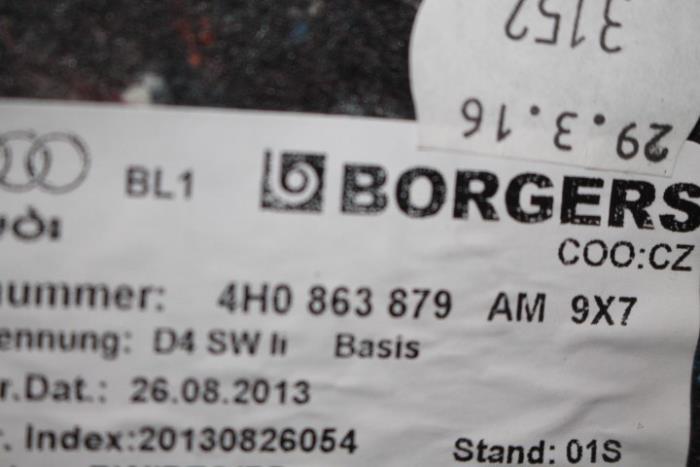 29.3.16
3152
BL1 BORGERS
COO:CZ
nummer: 4H0 863 879 AM 9X7
ennung: D4 SW li Basis
r.Dat.: 26.08.2013
. Index:20130826054 Stand: 01S